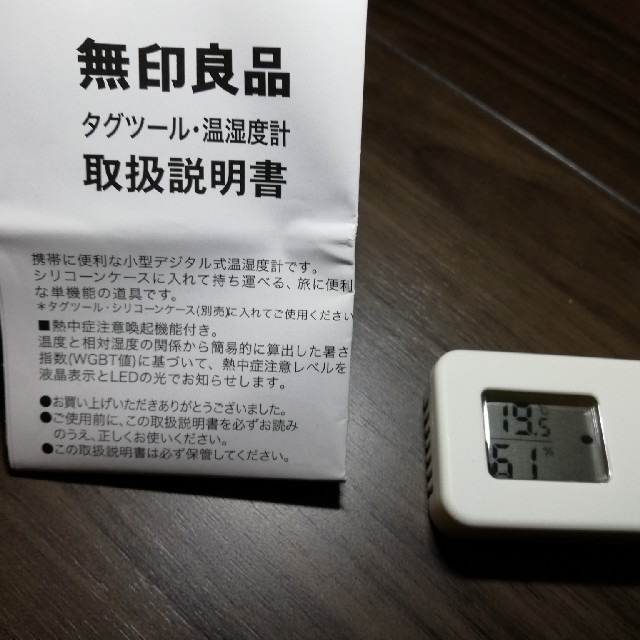 無印良品
タグツール・温湿度計
取扱説明書
携帯に便利な小型デジタル式温湿度計です。
シリコーンケースに入れて持ち運べる、旅に便利
な単機能の道具です。
＊タグツール・シリコーンケース(別売)に入れてご使用ください
■熱中症注意喚起機能付き。
温度と相対湿度の関係から簡易的に算出した暑さ
指数(WGBT値)に基づいて、熱中症注意レベルを
液晶表示とLEDの光でお知らせします。
●お買い上げいただきありがとうございました。
●ご使用前に、この取扱説明書を必ずお読み
のうえ、正しくお使いください。
●この取扱説明書は必ず保管してください。
19.5℃
61%